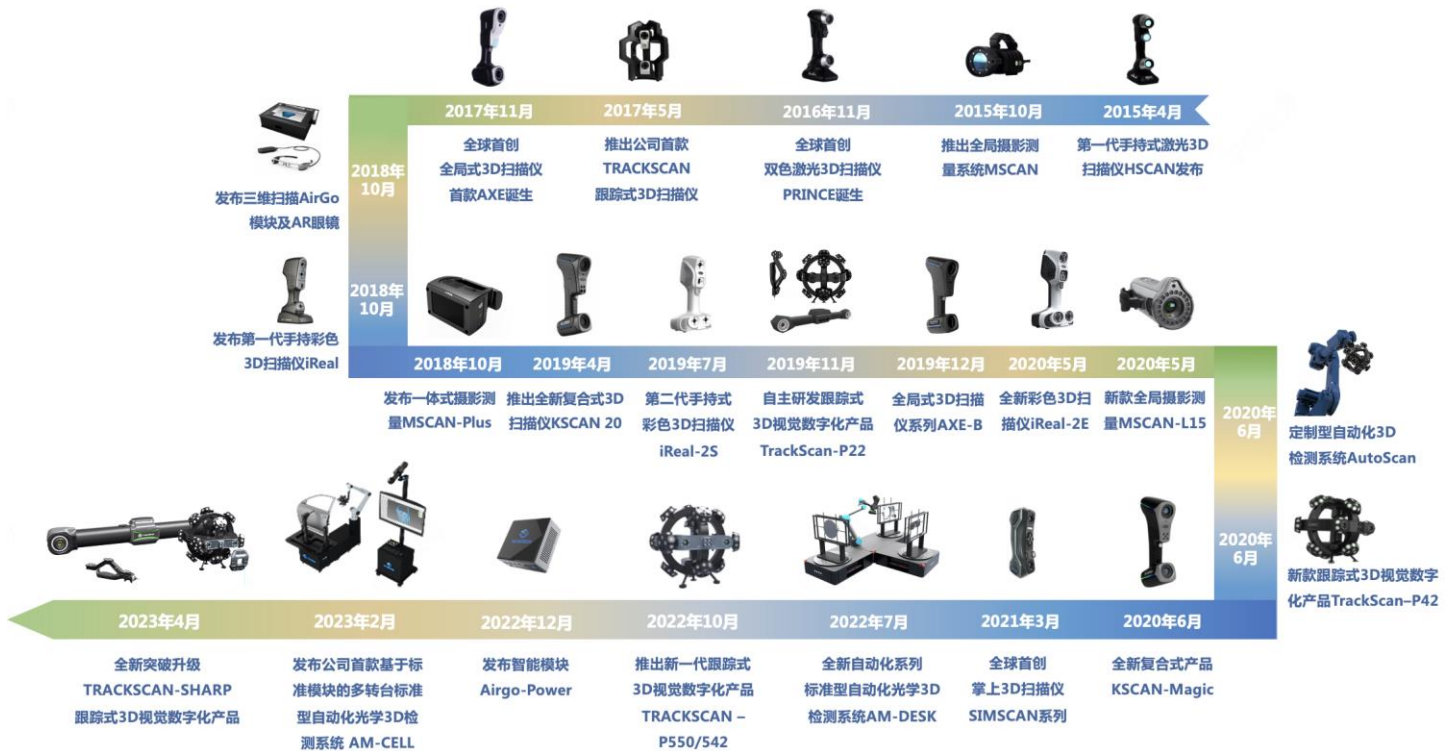 2017年11月
2017年5月
2016年11月
2015年10月
2015年4月
全球首创
全局式3D扫描仪
首款AXE诞生
推出公司首款
TRACKSCAN
跟踪式3D扫描仪
全球首创
双色激光3D扫描仪
PRINCE诞生
推出全局摄影测
量系统MSCAN
第一代手持式激光3D
扫描仪HSCAN发布
2018年
10月
发布三维扫描AirGo
模块及AR眼镜
2018年
10月
发布第一代手持彩色
3D扫描仪iReal
2018年10月
2019年4月
2019年7月
2019年11月
2019年12月
2020年5月
2020年5月
发布一体式摄影测
量MSCAN-Plus
推出全新复合式3D
扫描仪KSCAN 20
第二代手持式
彩色3D扫描仪
iReal-2S
自主研发跟踪式
3D视觉数字化产品
TrackScan-P22
全局式3D扫描
仪系列AXE-B
全新彩色3D扫
描仪iReal-2E
新款全局摄影测
量MSCAN-L15
2020年
6月
定制型自动化3D
检测系统AutoScan
2020年
6月
新款跟踪式3D视觉数字
化产品TrackScan–P42
2023年4月
2023年2月
2022年12月
2022年10月
2022年7月
2021年3月
2020年6月
全新突破升级
TRACKSCAN-SHARP
跟踪式3D视觉数字化产品
发布公司首款基于标
准模块的多转台标准
型自动化光学3D检
测系统 AM-CELL
发布智能模块
Airgo-Power
推出新一代跟踪式
3D视觉数字化产品
TRACKSCAN –
P550/542
全新自动化系列
标准型自动化光学3D
检测系统AM-DESK
全球首创
掌上3D扫描仪
SIMSCAN系列
全新复合式产品
KSCAN-Magic